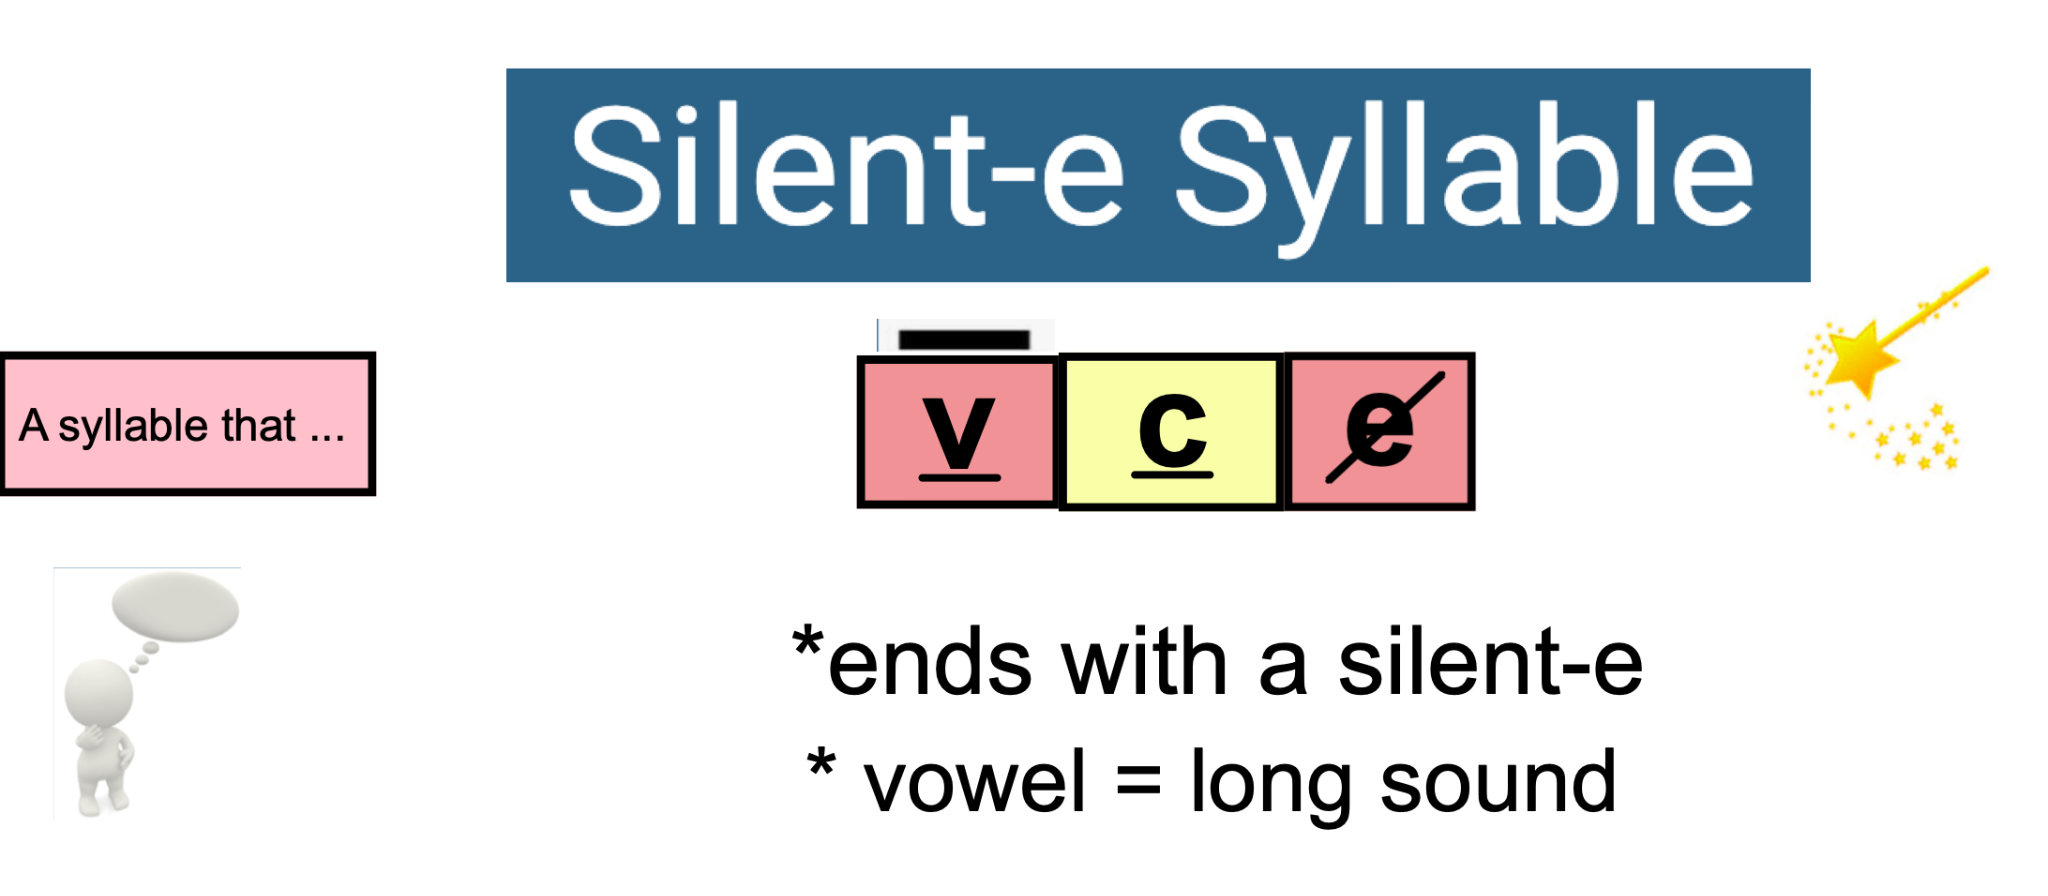 Silent-e Syllable
A syllable that ...
v c e
*ends with a silent-e
* vowel = long sound